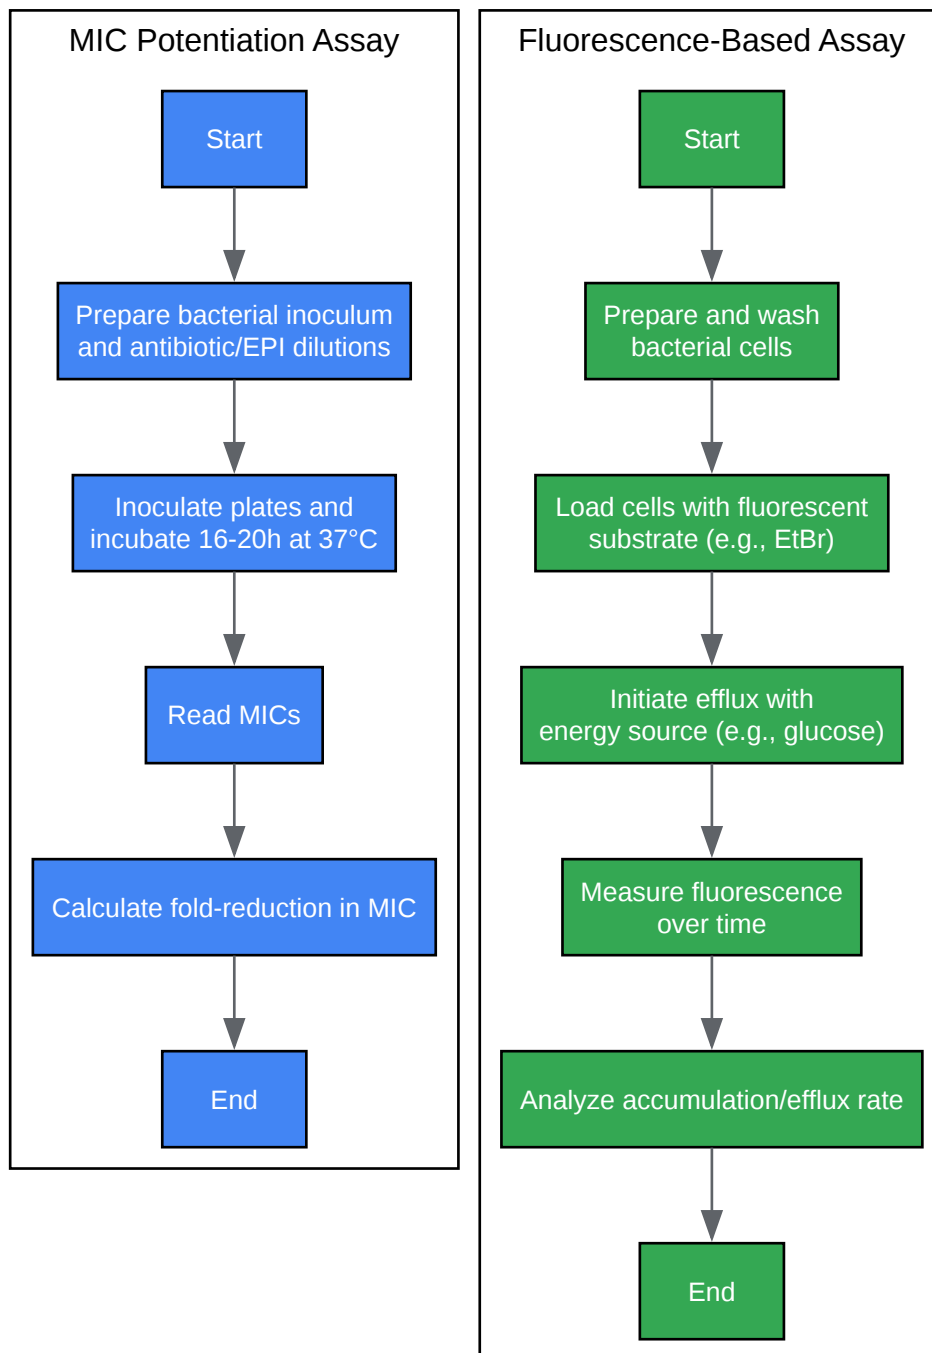 MIC Potentiation Assay
Start
Prepare bacterial inoculum
and antibiotic/EPI dilutions
Inoculate plates and
incubate 16-20h at 37°C
Read MICs
Calculate fold-reduction in MIC
End
Fluorescence-Based Assay
Start
Prepare and wash
bacterial cells
Load cells with fluorescent
substrate (e.g., EtBr)
Initiate efflux with
energy source (e.g., glucose)
Measure fluorescence
over time
Analyze accumulation/efflux rate
End